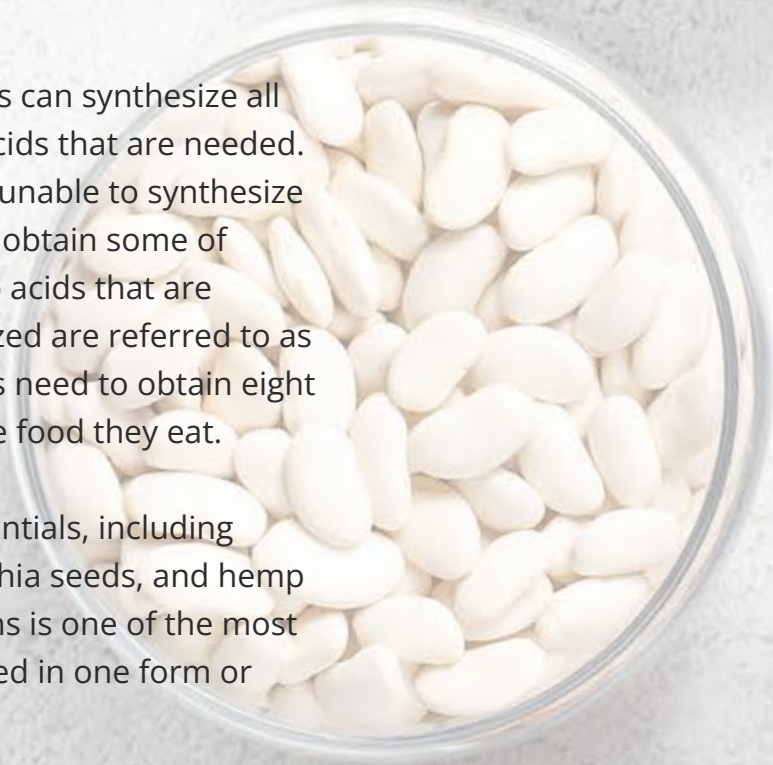 s can synthesize all
cids that are needed.
unable to synthesize
obtain some of
acids that are
zed are referred to as
s need to obtain eight
e food they eat.
ntials, including
hia seeds, and hemp
ns is one of the most
ed in one form or